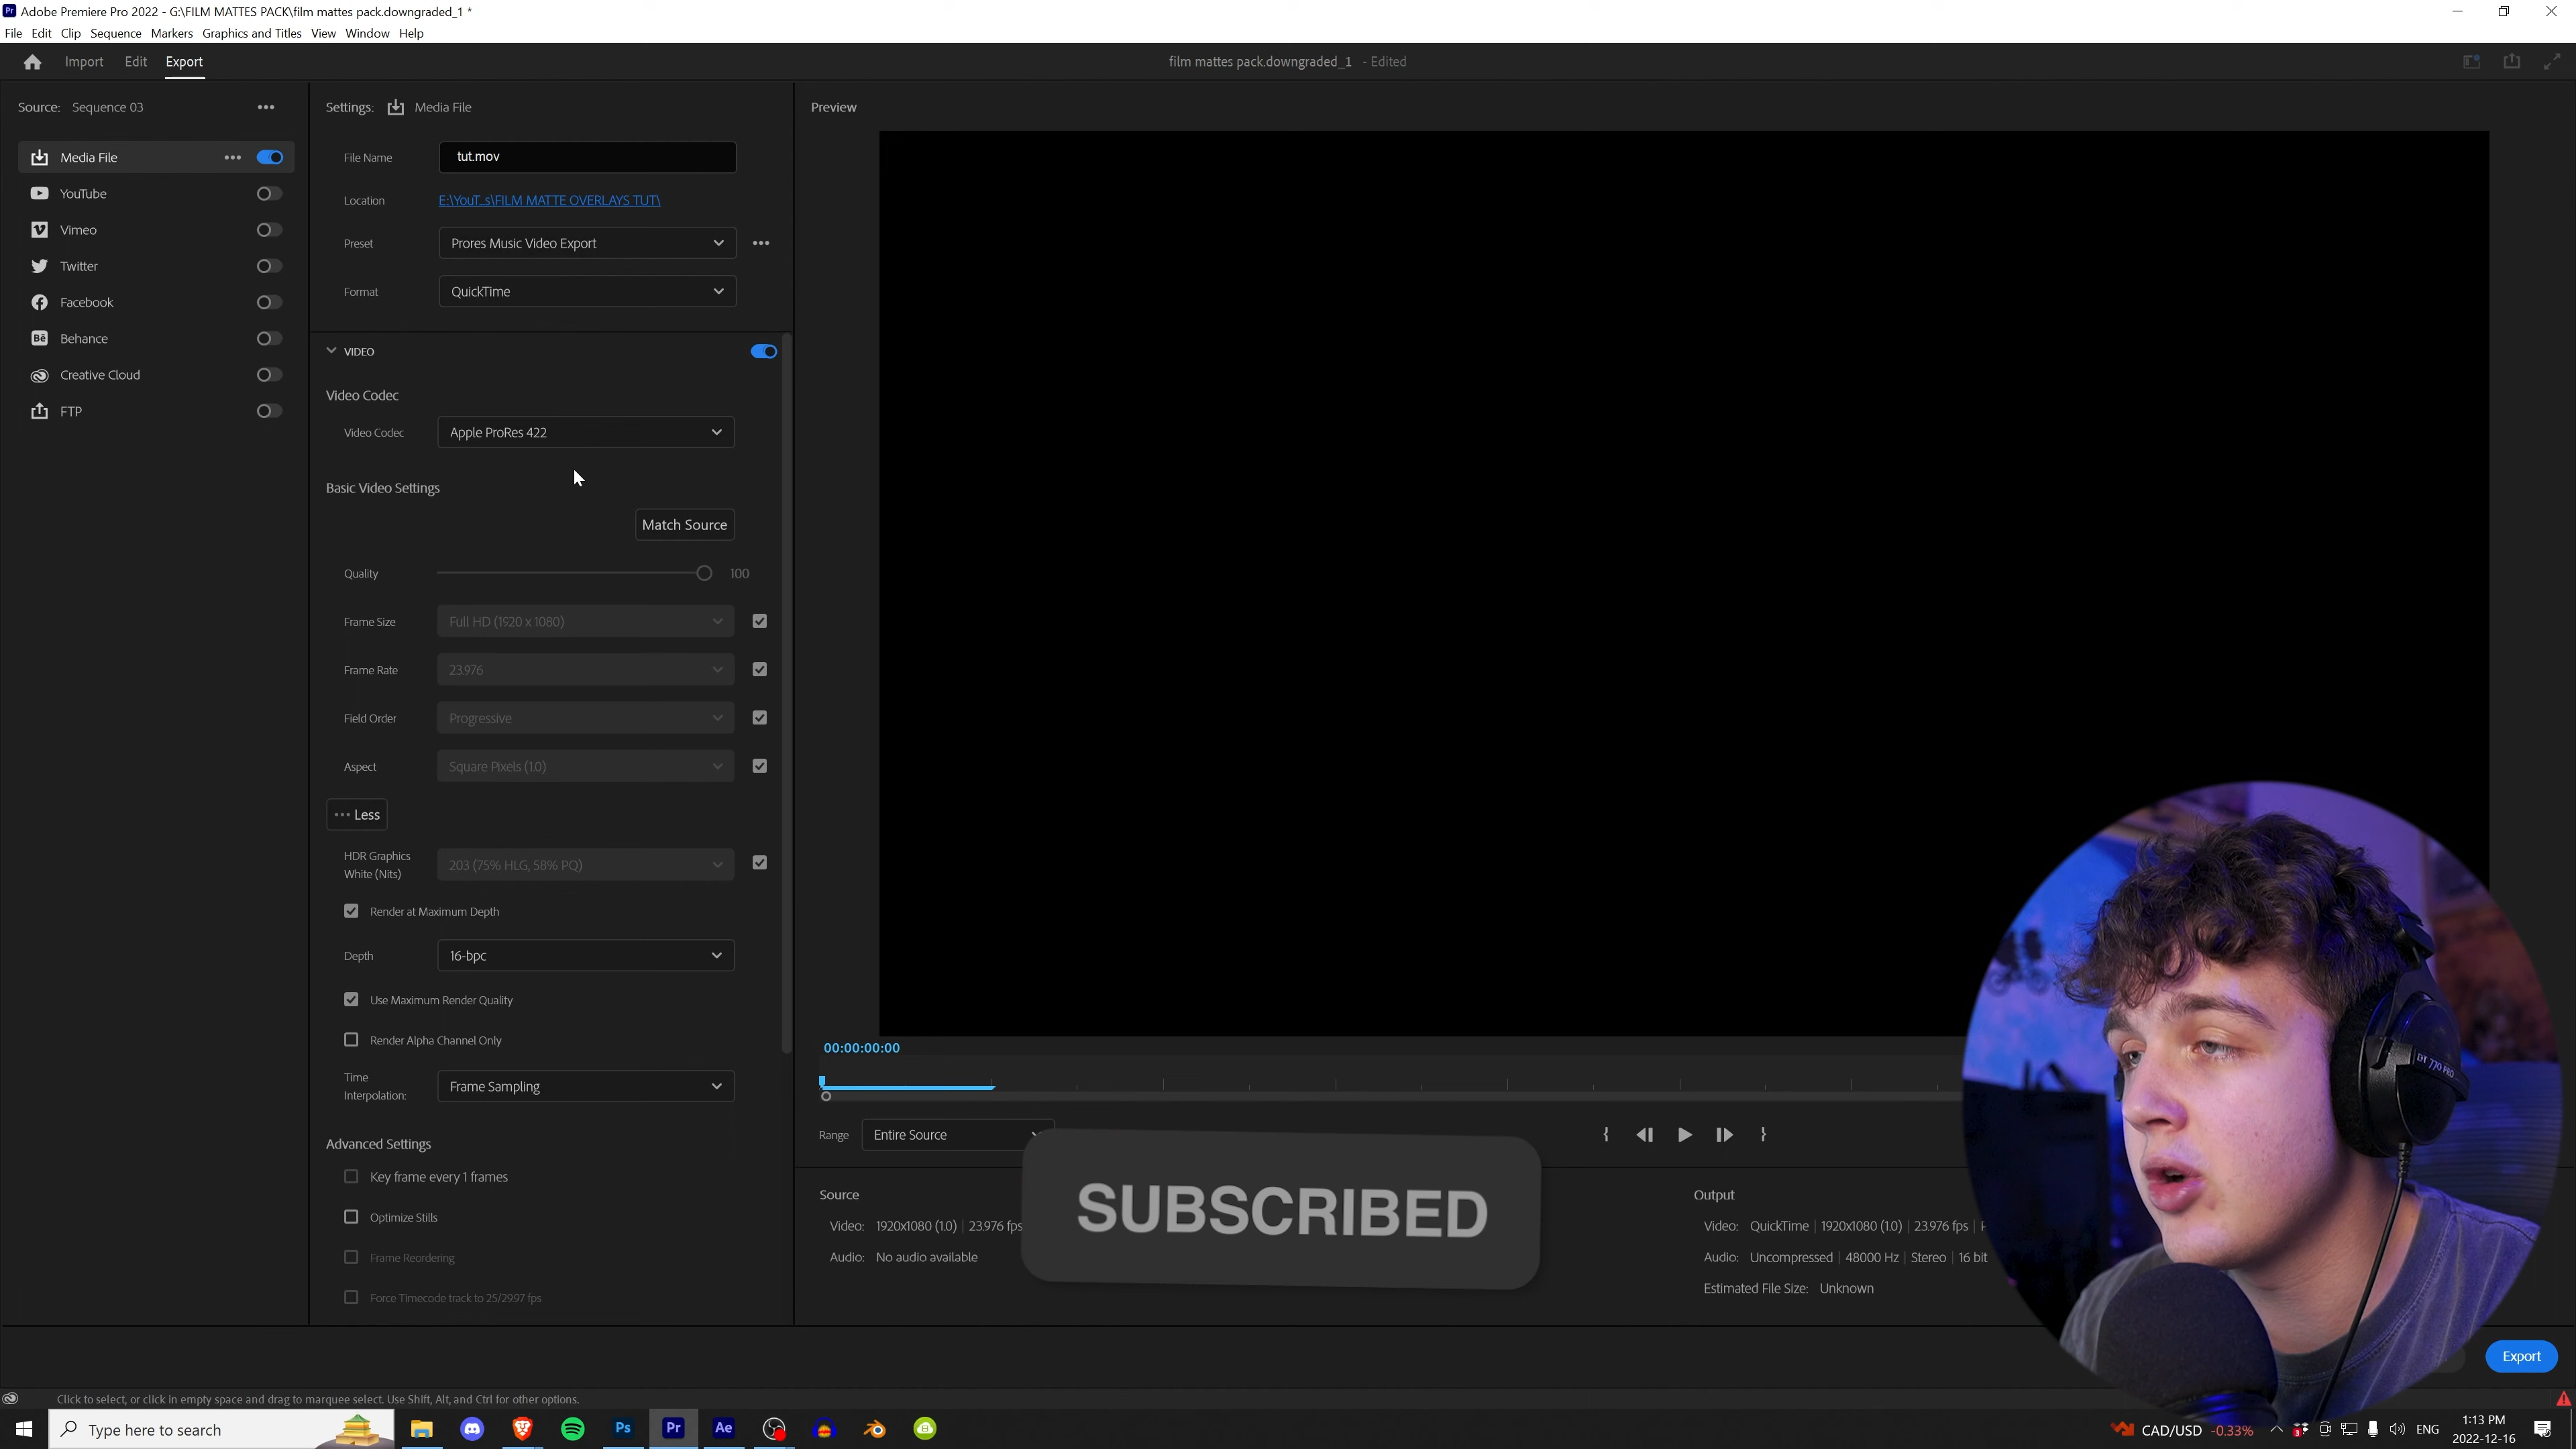 Adobe Premiere Pro 2022 - G:\FILM MATTES PACK\film mattes pack.downgraded_1 *
File Edit Clip Sequence Markers Graphics and Titles View Window Help
Import Edit Export
film mattes pack.downgraded_1 - Edited
Source: Sequence 03
Media File
YouTube
Vimeo
Twitter
Facebook
Behance
Creative Cloud
FTP
Settings: Media File
File Name tut.mov
Location E:\YouT...s\FILM MATTE OVERLAYS TUT\
Preset Prores Music Video Export
Format QuickTime
VIDEO
Video Codec
Video Codec Apple ProRes 422
Basic Video Settings
Match Source
Quality 100
Frame Size Full HD (1920 x 1080)
Frame Rate 23.976
Field Order Progressive
Aspect Square Pixels (1.0)
Less
HDR Graphics
White (Nits)
203 (75% HLG, 58% PQ)
Render at Maximum Depth
Depth 16-bpc
Use Maximum Render Quality
Render Alpha Channel Only
Time
Interpolation:
Frame Sampling
Advanced Settings
Key frame every 1 frames
Optimize Stills
Frame Reordering
Force Timecode track to 25/29.97 fps
Preview
00:00:00:00
Range Entire Source
Source
Video: 1920x1080 (1.0) | 23.976 fps
Audio: No audio available
SUBSCRIBED
Output
Video: QuickTime | 1920x1080 (1.0) | 23.976 fps |
Audio: Uncompressed | 48000 Hz | Stereo | 16 bit
Estimated File Size: Unknown
DT 770 PRO
Export
Click to select, or click in empty space and drag to marquee select. Use Shift, Alt, and Ctrl for other options.
Type here to search
Ps
Pr
Ae
CAD/USD -0.33%
ENG
1:13 PM
2022-12-16